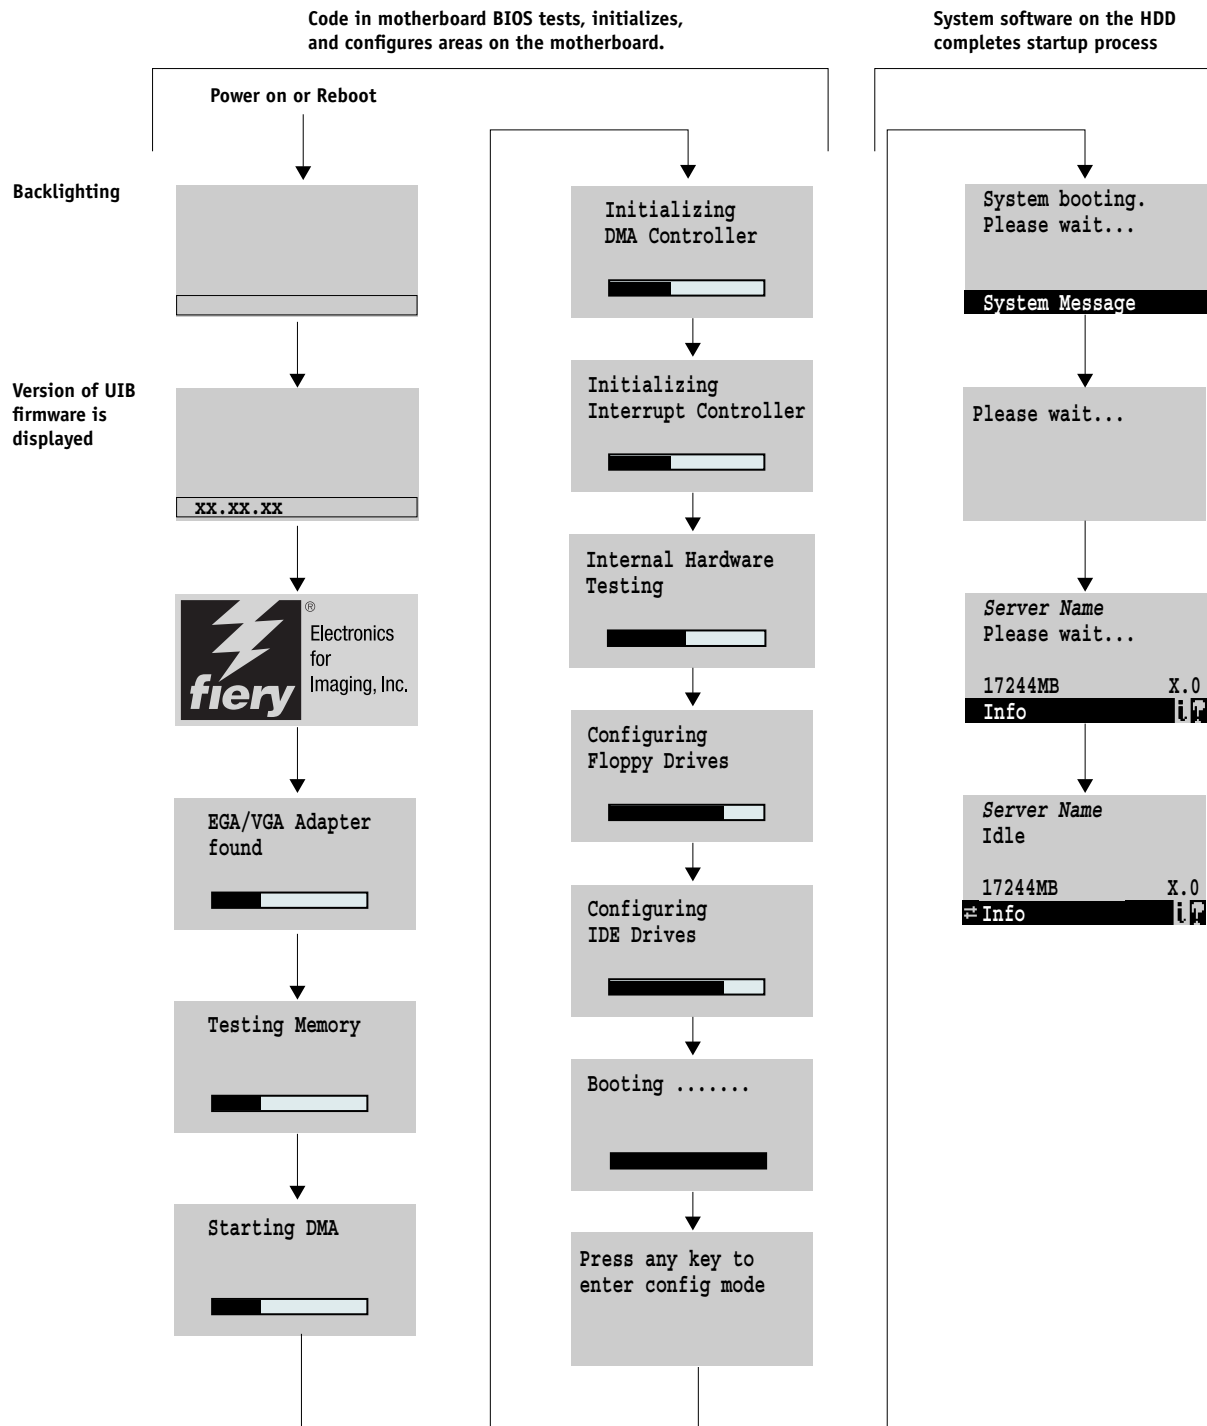 Code in motherboard BIOS tests, initializes,
and configures areas on the motherboard.
System software on the HDD
completes startup process
Power on or Reboot
Backlighting
Version of UIB
firmware is
displayed
xx.xx.xx
fiery
®
Electronics
for
Imaging, Inc.
EGA/VGA Adapter
found
Testing Memory
Starting DMA
Initializing
DMA Controller
Initializing
Interrupt Controller
Internal Hardware
Testing
Configuring
Floppy Drives
Configuring
IDE Drives
Booting .......
Press any key to
enter config mode
System booting.
Please wait...
System Message
Please wait...
Server Name
Please wait...
17244MB X.0
Info i
Server Name
Idle
17244MB X.0
Info i